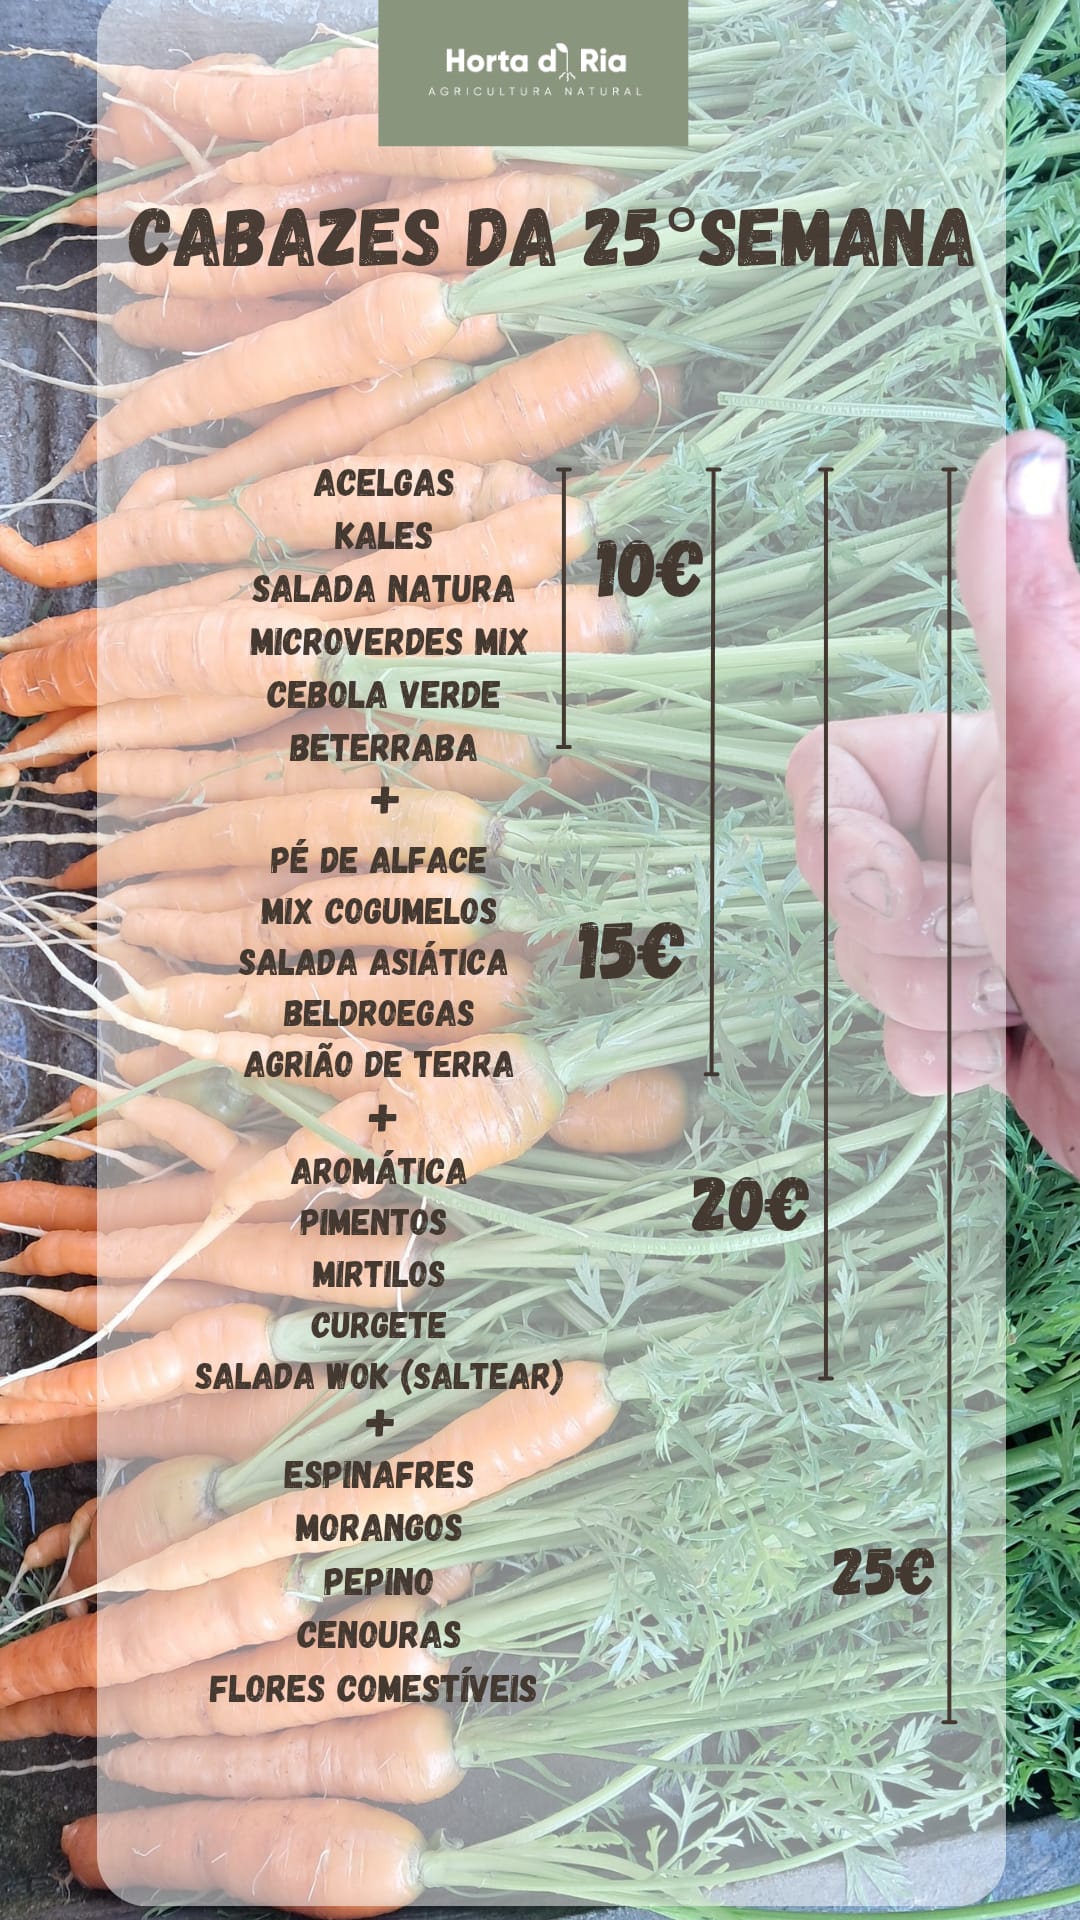 Horta d Ria
AGRICULTURA NATURAL
CABAZES DA 25°SEMANA
ACELGAS
KALES
SALADA NATURA
MICROVERDES MIX
CEBOLA VERDE
BETERRABA
10€
+
PÉ DE ALFACE
MIX COGUMELOS
SALADA ASIÁTICA
BELDROEGAS
AGRIÃO DE TERRA
15€
+
AROMÁTICA
PIMENTOS
MIRTILOS
CURGETE
SALADA WOK (SALTEAR)
20€
+
ESPINAFRES
MORANGOS
PEPINO
CENOURAS
FLORES COMESTÍVEIS
25€